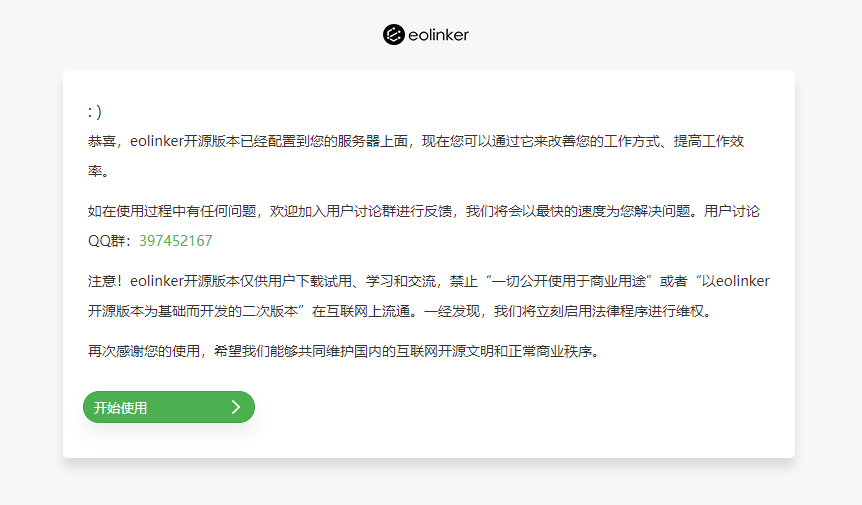 eolinker
: )
恭喜，eolinker开源版本已经配置到您的服务器上面，现在您可以通过它来改善您的工作方式、提高工作效
率。
如在使用过程中有任何问题，欢迎加入用户讨论群进行反馈，我们将会以最快的速度为您解决问题。用户讨论
QQ群：397452167
注意！eolinker开源版本仅供用户下载试用、学习和交流，禁止“一切公开使用于商业用途”或者“以eolinker
开源版本为基础而开发的二次版本”在互联网上流通。一经发现，我们将立刻启用法律程序进行维权。
再次感谢您的使用，希望我们能够共同维护国内的互联网开源文明和正常商业秩序。
开始使用